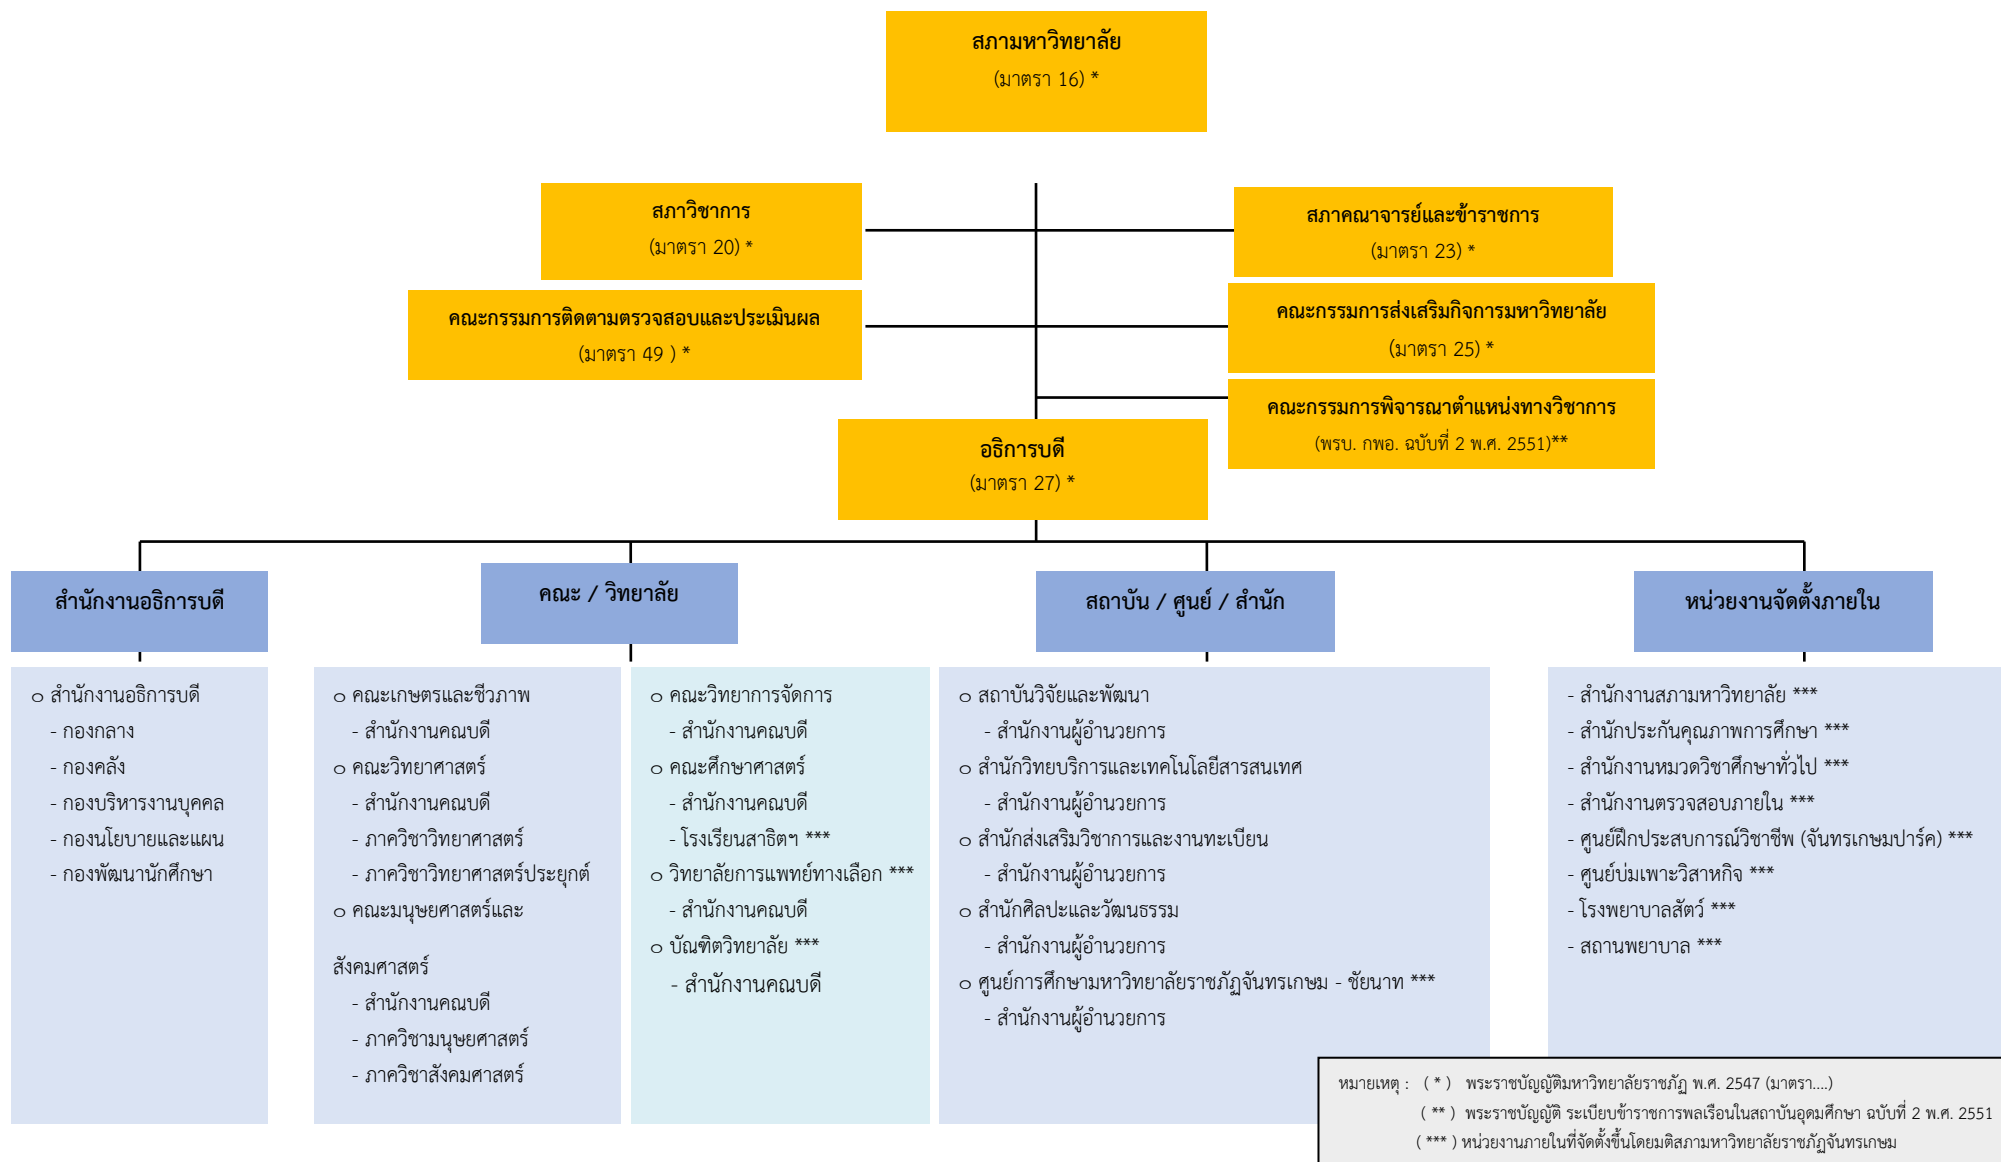 สภามหาวิทยาลัย
(มาตรา 16) *
สภาวิชาการ
(มาตรา 20) *
สภาคณาจารย์และข้าราชการ
(มาตรา 23) *
คณะกรรมการติดตามตรวจสอบและประเมินผล
(มาตรา 49 ) *
คณะกรรมการส่งเสริมกิจการมหาวิทยาลัย
(มาตรา 25) *
คณะกรรมการพิจารณาตำแหน่งทางวิชาการ
(พรบ. กพอ. ฉบับที่ 2 พ.ศ. 2551)**
อธิการบดี
(มาตรา 27) *
สำนักงานอธิการบดี
o สำนักงานอธิการบดี
- กองกลาง
- กองคลัง
- กองบริหารงานบุคคล
- กองนโยบายและแผน
- กองพัฒนานักศึกษา
คณะ / วิทยาลัย
o คณะเกษตรและชีวภาพ
- สำนักงานคณบดี
o คณะวิทยาศาสตร์
- สำนักงานคณบดี
- ภาควิชาวิทยาศาสตร์
- ภาควิชาวิทยาศาสตร์ประยุกต์
o คณะมนุษยศาสตร์และ
สังคมศาสตร์
- สำนักงานคณบดี
- ภาควิชามนุษยศาสตร์
- ภาควิชาสังคมศาสตร์
o คณะวิทยาการจัดการ
- สำนักงานคณบดี
o คณะศึกษาศาสตร์
- สำนักงานคณบดี
- โรงเรียนสาธิตฯ ***
o วิทยาลัยการแพทย์ทางเลือก ***
- สำนักงานคณบดี
o บัณฑิตวิทยาลัย ***
- สำนักงานคณบดี
สถาบัน / ศูนย์ / สำนัก
o สถาบันวิจัยและพัฒนา
- สำนักงานผู้อำนวยการ
o สำนักวิทยบริการและเทคโนโลยีสารสนเทศ
- สำนักงานผู้อำนวยการ
o สำนักส่งเสริมวิชาการและงานทะเบียน
- สำนักงานผู้อำนวยการ
o สำนักศิลปะและวัฒนธรรม
- สำนักงานผู้อำนวยการ
o ศูนย์การศึกษามหาวิทยาลัยราชภัฏจันทรเกษม - ชัยนาท ***
- สำนักงานผู้อำนวยการ
หน่วยงานจัดตั้งภายใน
- สำนักงานสภามหาวิทยาลัย ***
- สำนักประกันคุณภาพการศึกษา ***
- สำนักงานหมวดวิชาศึกษาทั่วไป ***
- สำนักงานตรวจสอบภายใน ***
- ศูนย์ฝึกประสบการณ์วิชาชีพ (จันทรเกษมปาร์ค) ***
- ศูนย์บ่มเพาะวิสาหกิจ ***
- โรงพยาบาลสัตว์ ***
- สถานพยาบาล ***
หมายเหตุ : ( * ) พระราชบัญญัติมหาวิทยาลัยราชภัฏ พ.ศ. 2547 (มาตรา....)
( ** ) พระราชบัญญัติ ระเบียบข้าราชการพลเรือนในสถาบันอุดมศึกษา ฉบับที่ 2 พ.ศ. 2551
( *** ) หน่วยงานภายในที่จัดตั้งขึ้นโดยมติสภามหาวิทยาลัยราชภัฏจันทรเกษม